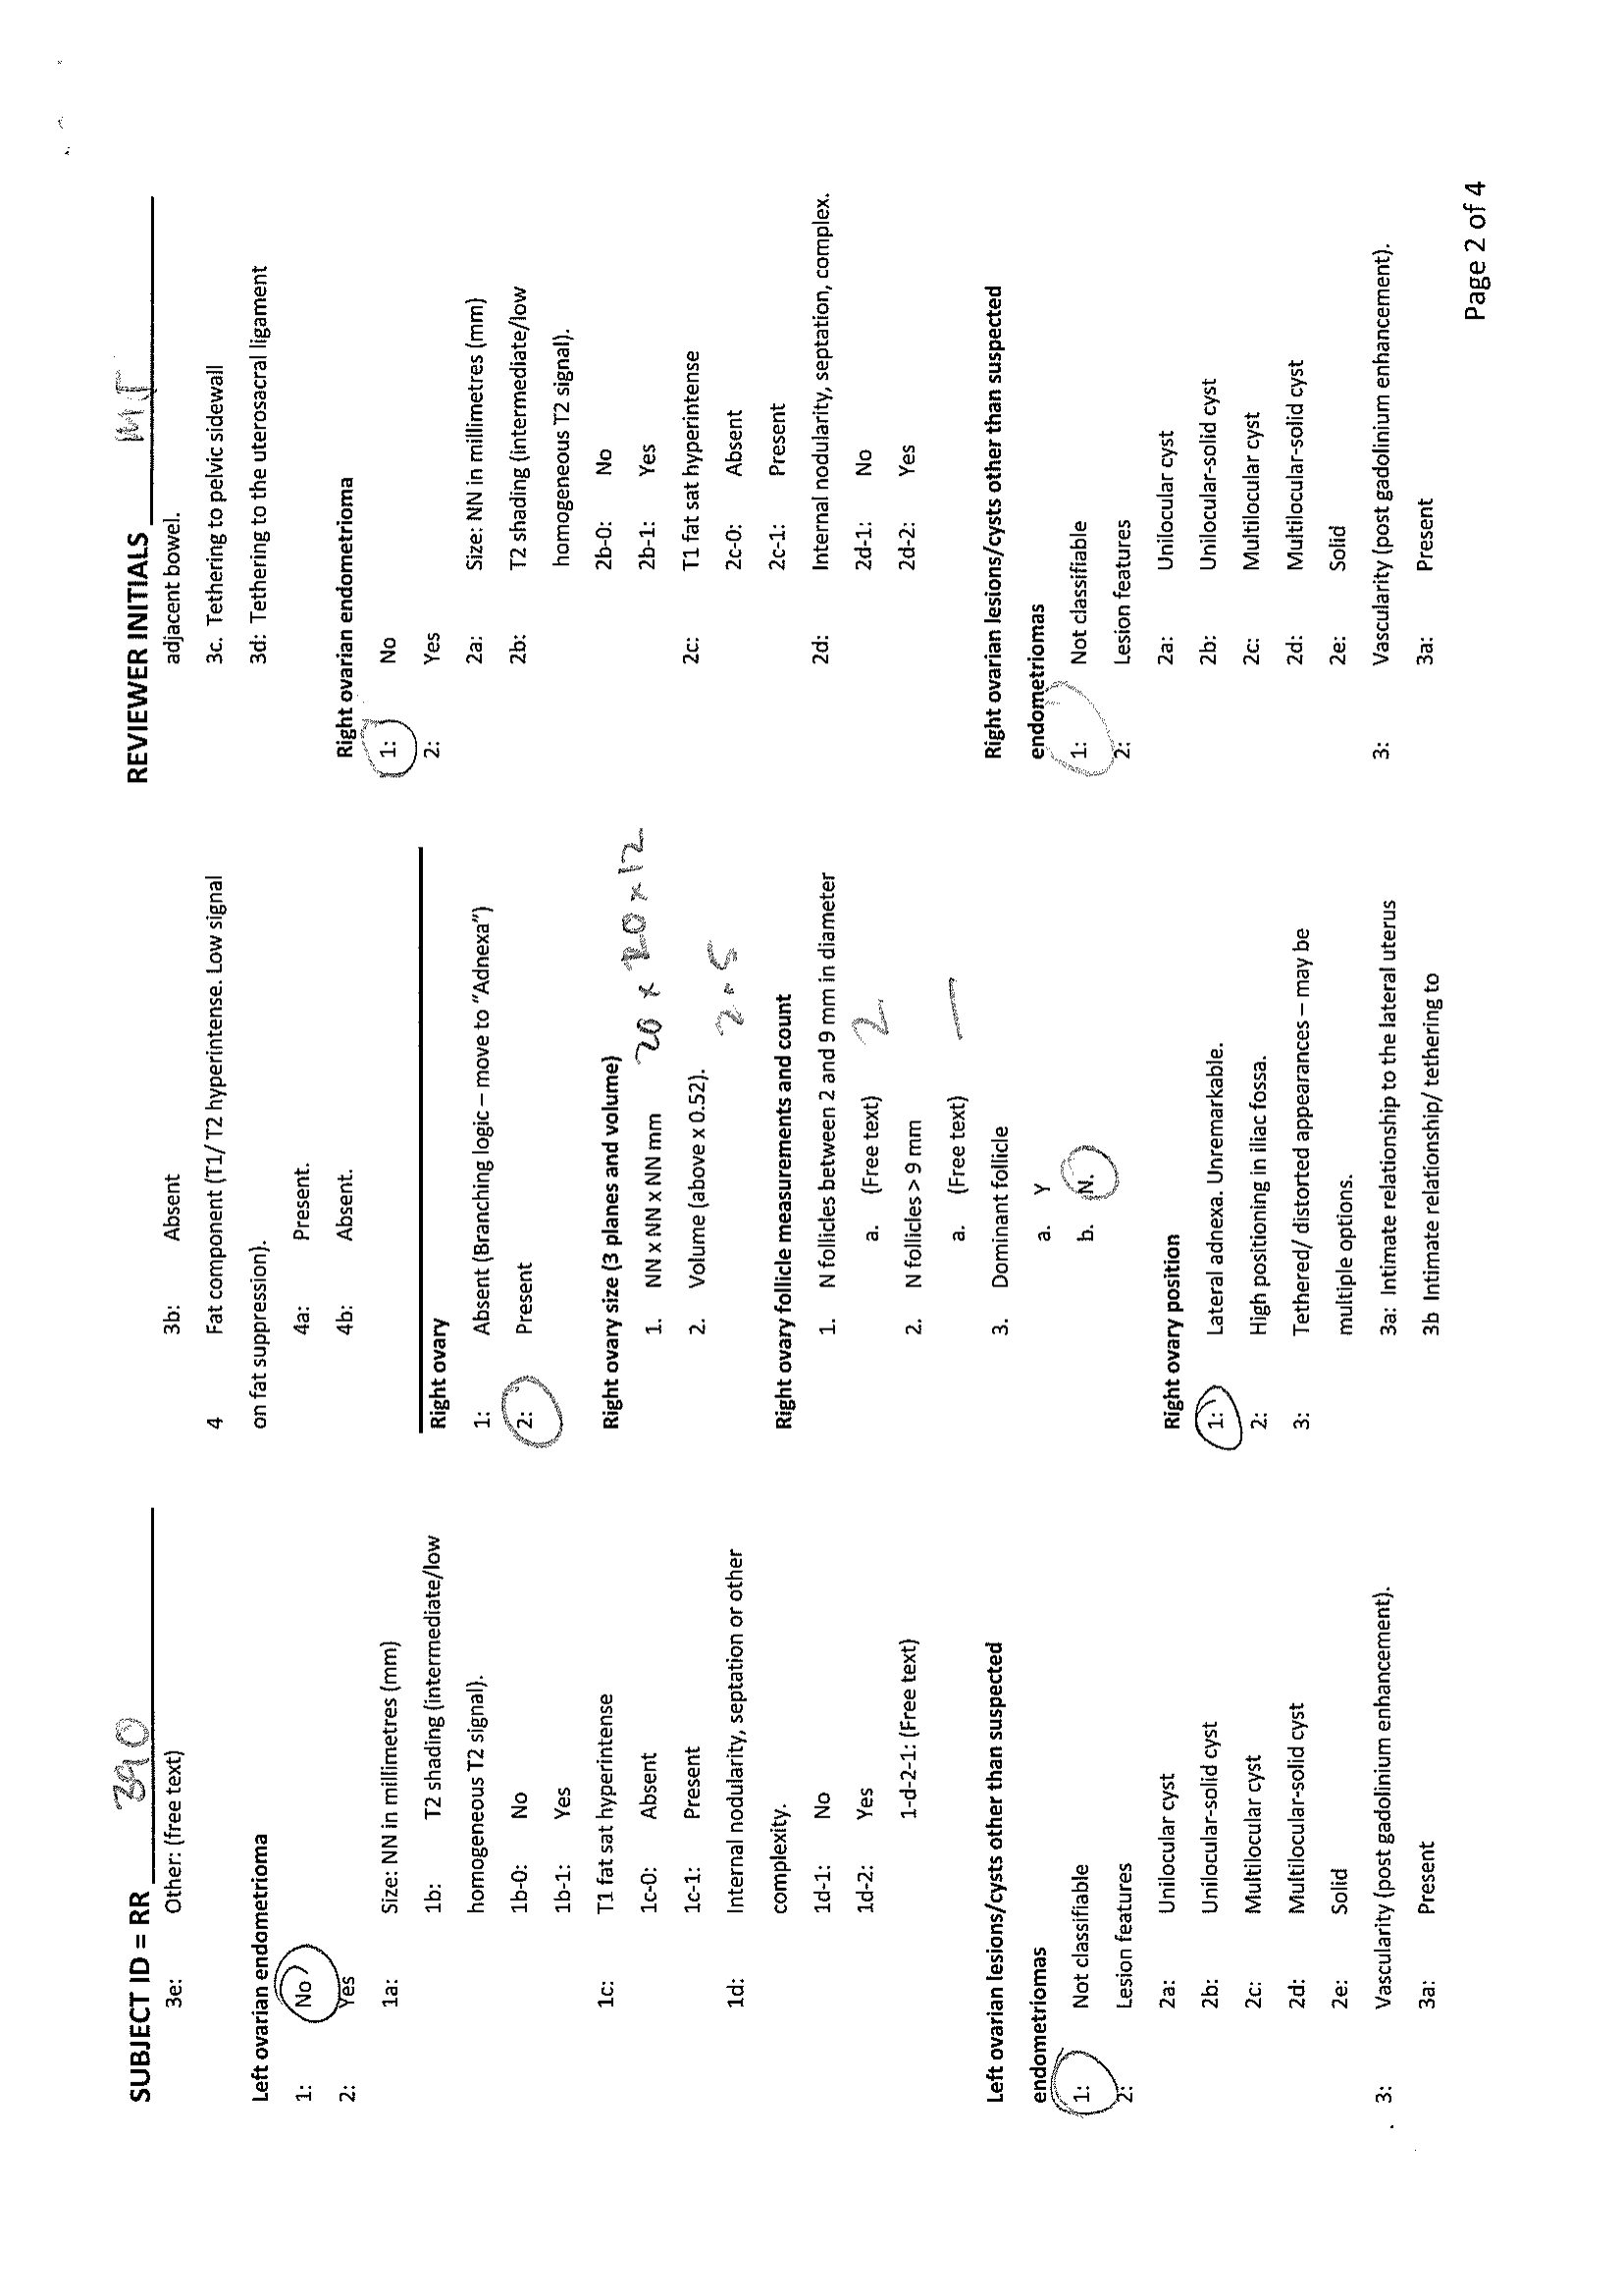 SUBJECT ID = RR 390
REVIEWER INITIALS MJ
3e: Other: (free text)
Left ovarian endometrioma
1: No
2: Yes
1a: Size: NN in millimetres (mm)
1b: T2 shading (intermediate/low
homogeneous T2 signal).
1b-0: No
1b-1: Yes
1c: T1 fat sat hyperintense
1c-0: Absent
1c-1: Present
1d: Internal nodularity, septation or other
complexity.
1d-1: No
1d-2: Yes
1-d-2-1: (Free text)
Left ovarian lesions/cysts other than suspected
endometriomas
1: Not classifiable
2: Lesion features
2a: Unilocular cyst
2b: Unilocular-solid cyst
2c: Multilocular cyst
2d: Multilocular-solid cyst
2e: Solid
3: Vascularity (post gadolinium enhancement).
3a: Present
3b: Absent
4 Fat component (T1/ T2 hyperintense. Low signal
on fat suppression).
4a: Present.
4b: Absent.
Right ovary
1: Absent (Branching logic – move to "Adnexa")
2: Present
Right ovary size (3 planes and volume)
1. NN x NN x NN mm 20 x 20 x 12
2. Volume (above x 0.52). 2.5
Right ovary follicle measurements and count
1. N follicles between 2 and 9 mm in diameter
a. (Free text) 2
2. N follicles > 9 mm
a. (Free text) —
3. Dominant follicle
a. Y
b. N.
Right ovary position
1: Lateral adnexa. Unremarkable.
2: High positioning in iliac fossa.
3: Tethered/ distorted appearances – may be
multiple options.
3a: Intimate relationship to the lateral uterus
3b Intimate relationship/ tethering to
adjacent bowel.
3c. Tethering to pelvic sidewall
3d: Tethering to the uterosacral ligament
Right ovarian endometrioma
1: No
2: Yes
2a: Size: NN in millimetres (mm)
2b: T2 shading (intermediate/low
homogeneous T2 signal).
2b-0: No
2b-1: Yes
2c: T1 fat sat hyperintense
2c-0: Absent
2c-1: Present
2d: Internal nodularity, septation, complex.
2d-1: No
2d-2: Yes
Right ovarian lesions/cysts other than suspected
endometriomas
1: Not classifiable
2: Lesion features
2a: Unilocular cyst
2b: Unilocular-solid cyst
2c: Multilocular cyst
2d: Multilocular-solid cyst
2e: Solid
3: Vascularity (post gadolinium enhancement).
3a: Present
Page 2 of 4